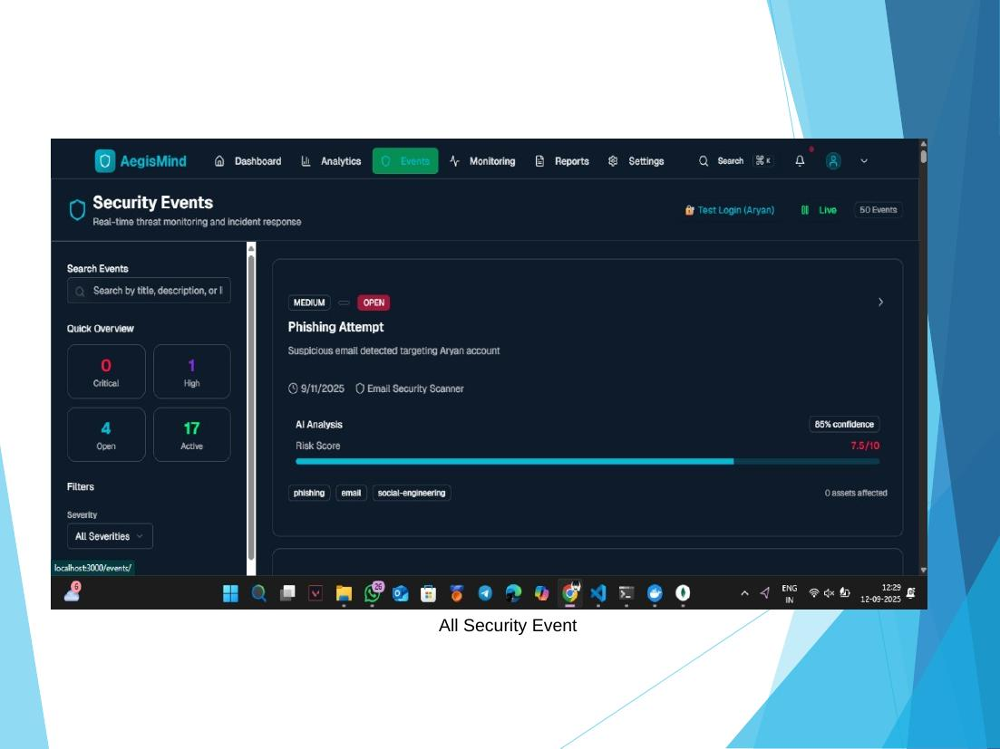 AegisMind Dashboard Analytics Events Monitoring Reports Settings Search ⌘ K
Security Events
Real-time threat monitoring and incident response
Test Login (Aryan) Live 50 Events
Search Events
Search by title, description, or I
Quick Overview
0 1
Critical High
4 17
Open Active
Filters
Severity
All Severities
MEDIUM OPEN
Phishing Attempt
Suspicious email detected targeting Aryan account
9/11/2025 Email Security Scanner
AI Analysis 85% confidence
Risk Score 7.5/10
phishing email social-engineering 0 assets affected
localhost:3000/events/
6 26 ENG 12:29
IN 12-09-2025
All Security Event